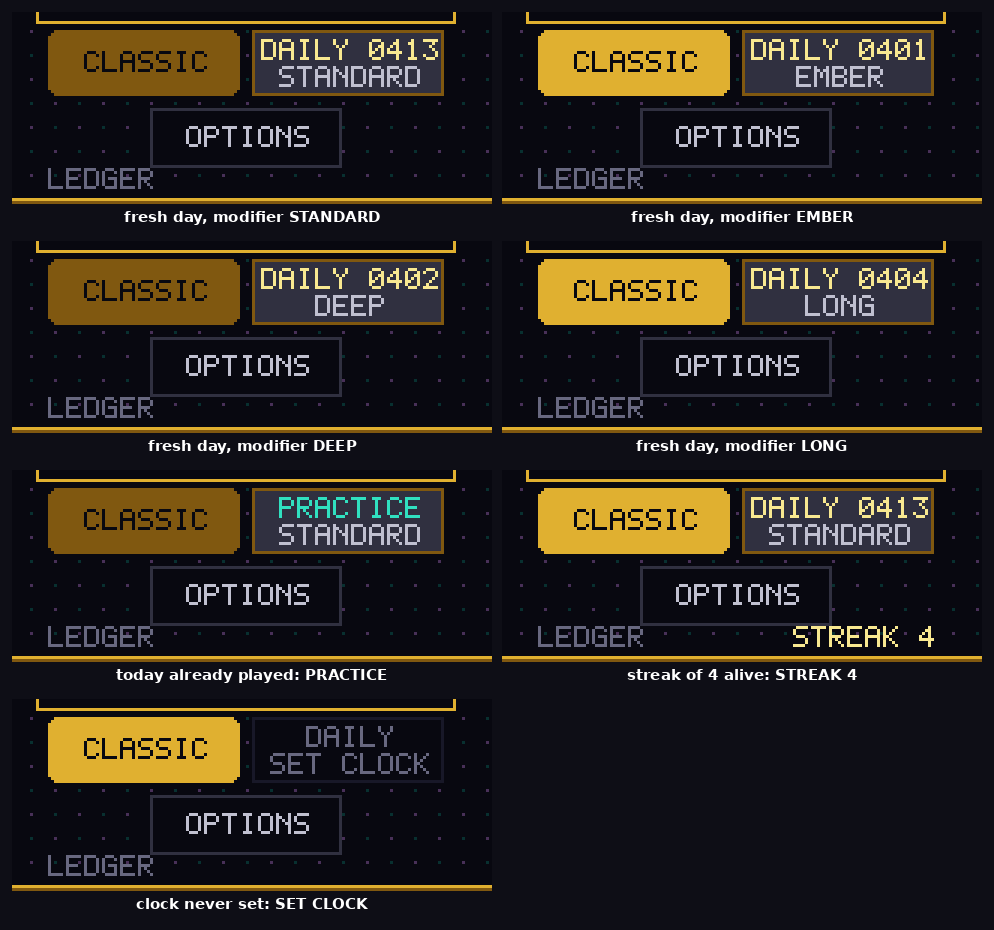 CLASSIC
DAILY 0413
STANDARD
OPTIONS
LEDGER
fresh day, modifier STANDARD
CLASSIC
DAILY 0401
EMBER
OPTIONS
LEDGER
fresh day, modifier EMBER
CLASSIC
DAILY 0402
DEEP
OPTIONS
LEDGER
fresh day, modifier DEEP
CLASSIC
DAILY 0404
LONG
OPTIONS
LEDGER
fresh day, modifier LONG
CLASSIC
PRACTICE
STANDARD
OPTIONS
LEDGER
today already played: PRACTICE
CLASSIC
DAILY 0413
STANDARD
OPTIONS
LEDGER
STREAK 4
streak of 4 alive: STREAK 4
CLASSIC
DAILY
SET CLOCK
OPTIONS
LEDGER
clock never set: SET CLOCK